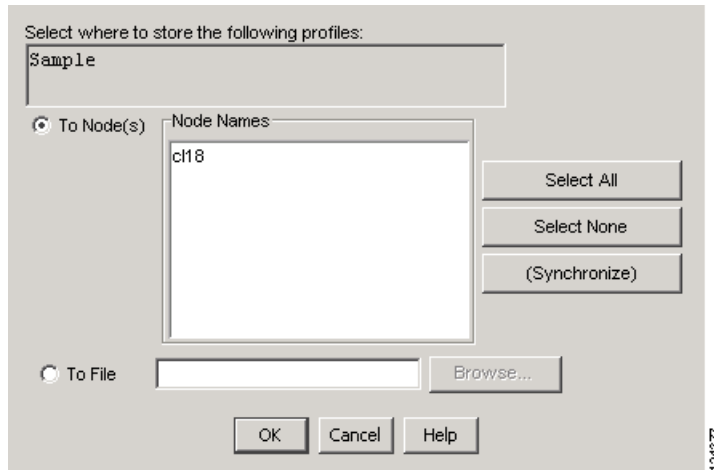 Select where to store the following profiles:
Sample
To Node(s)
Node Names
cl18
Select All
Select None
(Synchronize)
To File
Browse...
OK
Cancel
Help